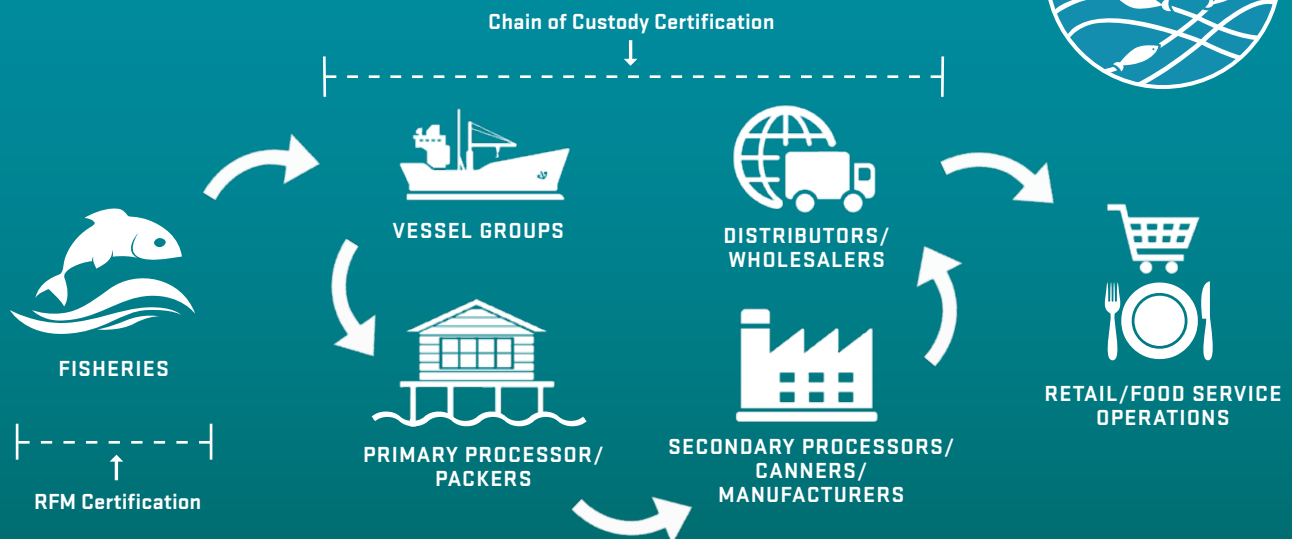 Chain of Custody Certification
VESSEL GROUPS
DISTRIBUTORS/
WHOLESALERS
FISHERIES
PRIMARY PROCESSOR/
PACKERS
SECONDARY PROCESSORS/
CANNERS/
MANUFACTURERS
RETAIL/FOOD SERVICE
OPERATIONS
RFM Certification